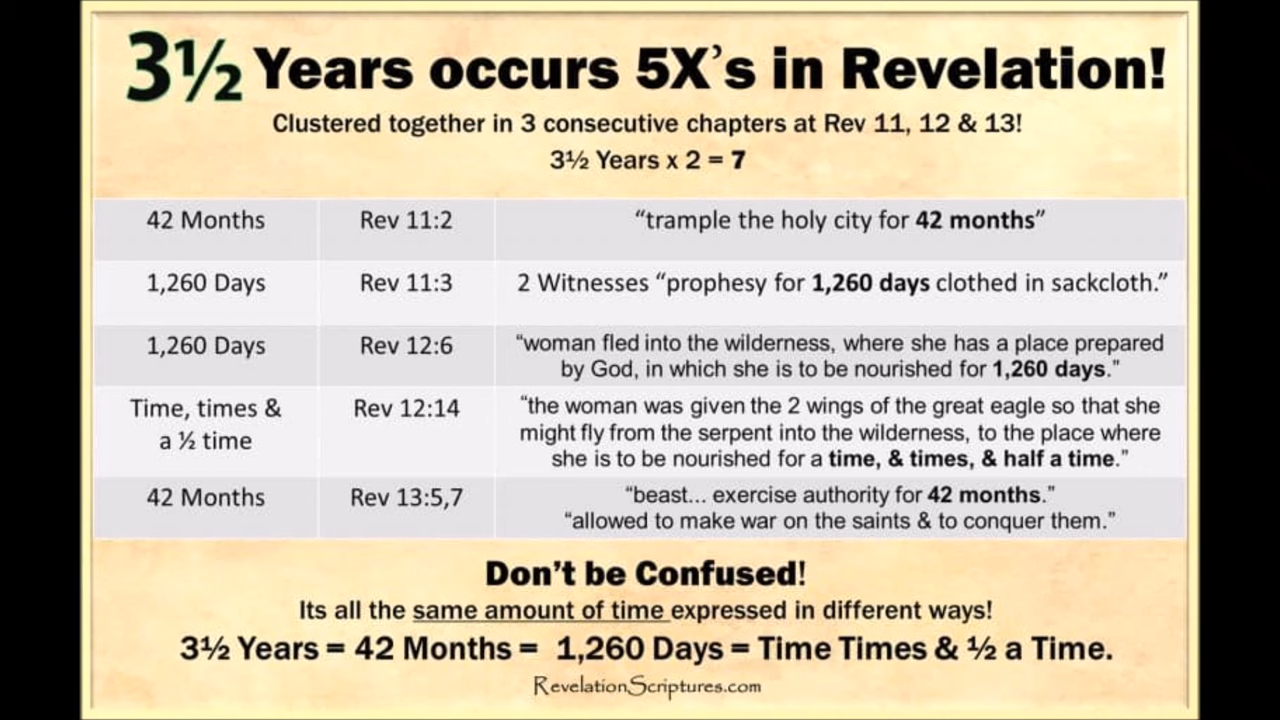 3½ Years occurs 5X's in Revelation!
Clustered together in 3 consecutive chapters at Rev 11, 12 & 13!
3½ Years x 2 = 7
42 Months Rev 11:2 “trample the holy city for 42 months”
1,260 Days Rev 11:3 2 Witnesses “prophesy for 1,260 days clothed in sackcloth.”
1,260 Days Rev 12:6 “woman fled into the wilderness, where she has a place prepared
by God, in which she is to be nourished for 1,260 days.”
Time, times & Rev 12:14 “the woman was given the 2 wings of the great eagle so that she
a ½ time might fly from the serpent into the wilderness, to the place where
she is to be nourished for a time, & times, & half a time.”
42 Months Rev 13:5,7 “beast... exercise authority for 42 months.”
“allowed to make war on the saints & to conquer them.”
Don’t be Confused!
Its all the same amount of time expressed in different ways!
3½ Years = 42 Months = 1,260 Days = Time Times & ½ a Time.
RevelationScriptures.com